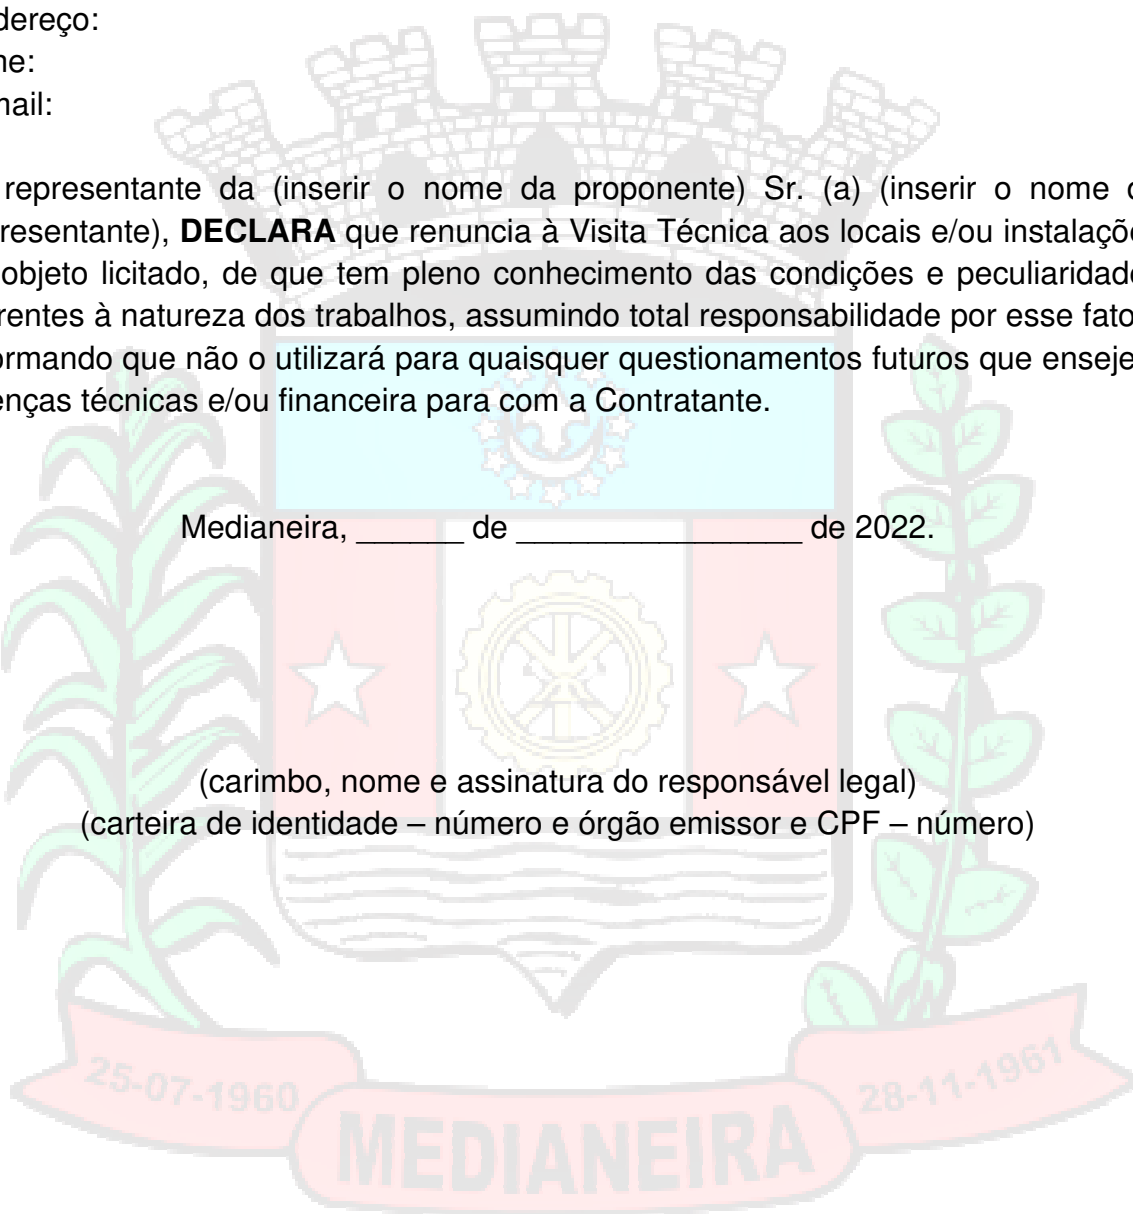 dereço:
ne:
nail:
representante da (inserir o nome da proponente) Sr. (a) (inserir o nome
resentante), DECLARA que renuncia à Visita Técnica aos locais e/ou instalaçõ
objeto licitado, de que tem pleno conhecimento das condições e peculiaridade
rentes à natureza dos trabalhos, assumindo total responsabilidade por esse fato
ormando que não o utilizará para quaisquer questionamentos futuros que enseje
enças técnicas e/ou financeira para com a Contratante.
Medianeira, ______ de ________________ de 2022.
(carimbo, nome e assinatura do responsável legal)
(carteira de identidade – número e órgão emissor e CPF – número)
25-07-1960
28-11-1961
MEDIANEIRA